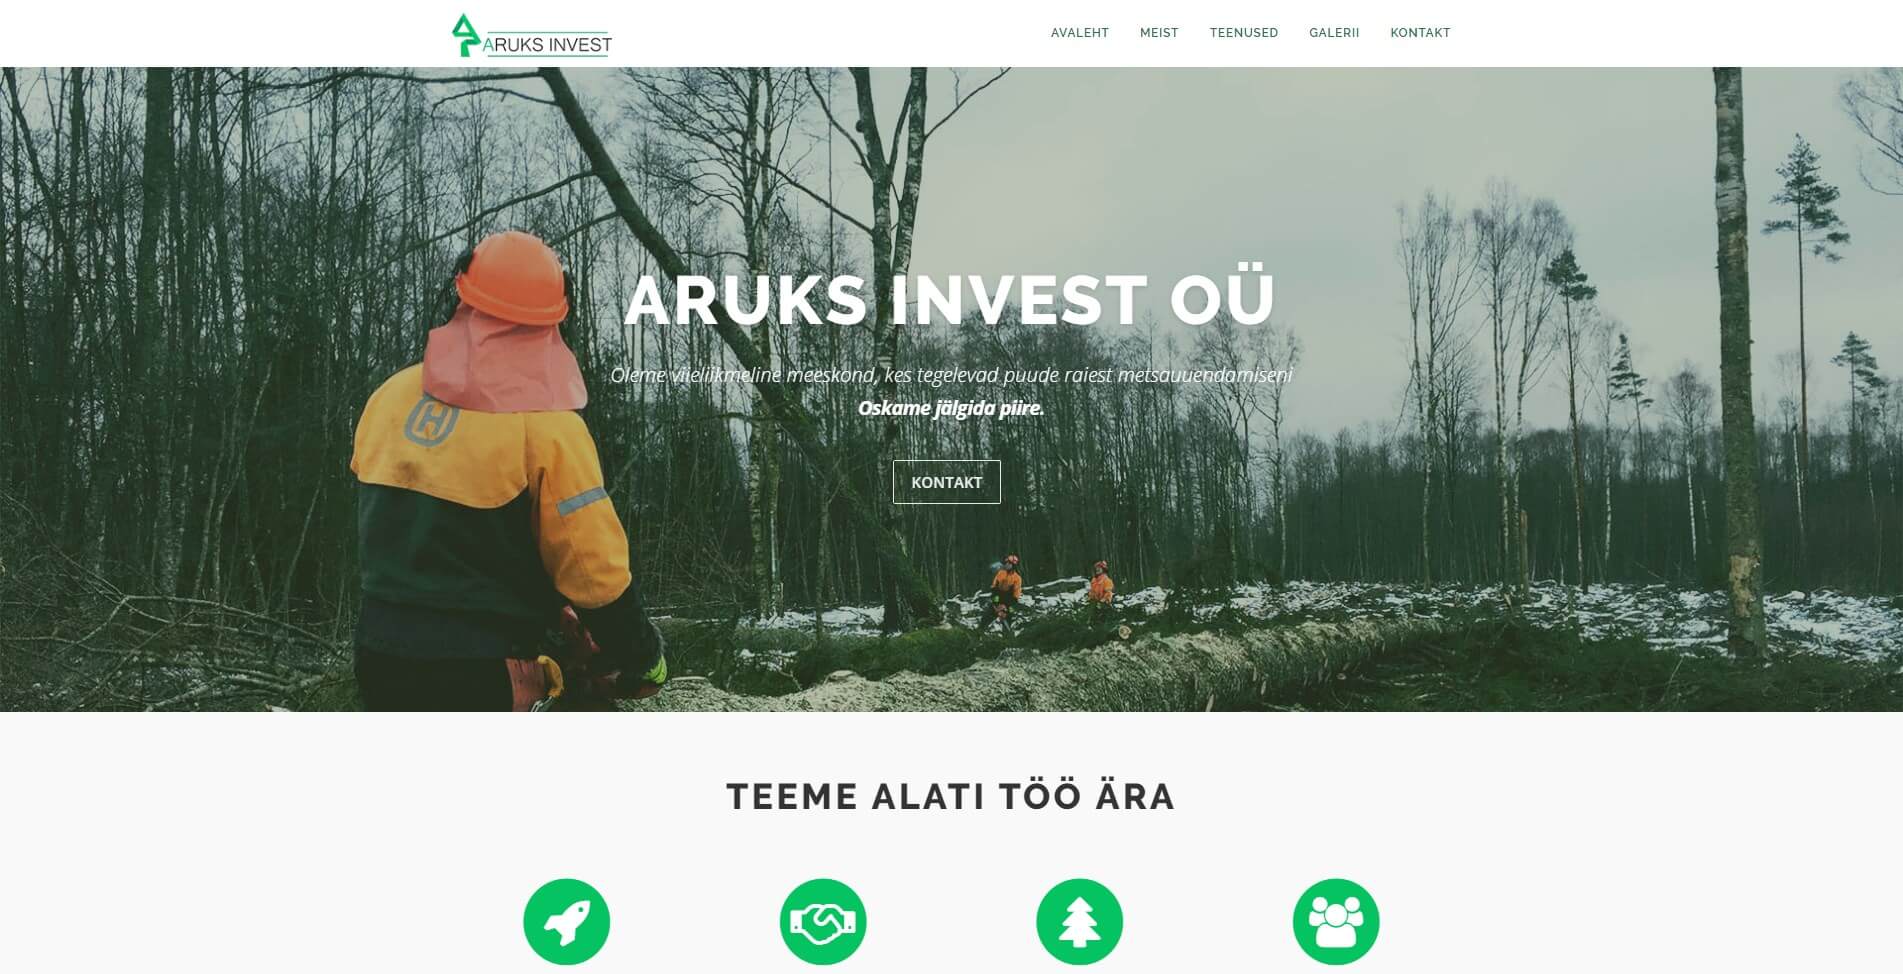 ARUKS INVEST
AVALEHT MEIST TEENUSED GALERII KONTAKT
ARUKS INVEST OÜ
Oleme viieliikmeline meeskond, kes tegelevad puude raiest metsauuendamiseni
Oskame jälgida piire.
KONTAKT
TEEME ALATI TÖÖ ÄRA